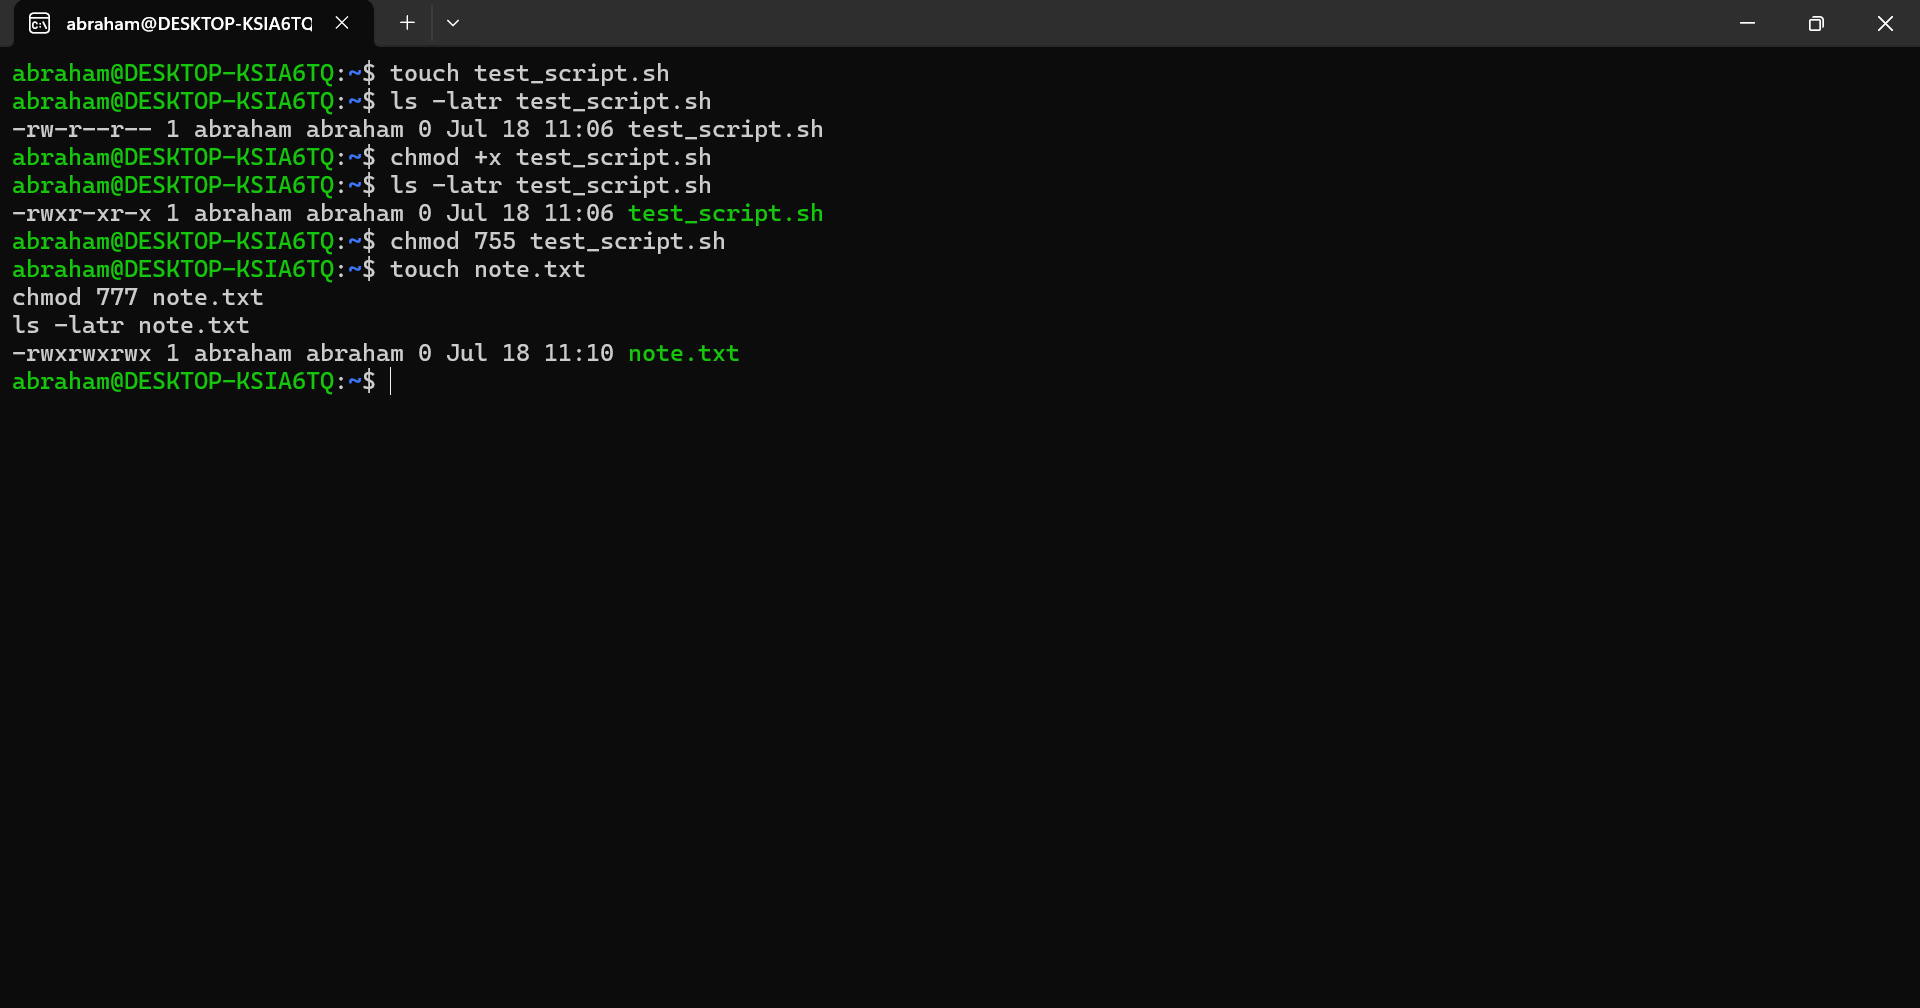 abraham@DESKTOP-KSIA6TQ
abraham@DESKTOP-KSIA6TQ:~$ touch test_script.sh
abraham@DESKTOP-KSIA6TQ:~$ ls -latr test_script.sh
-rw-r--r-- 1 abraham abraham 0 Jul 18 11:06 test_script.sh
abraham@DESKTOP-KSIA6TQ:~$ chmod +x test_script.sh
abraham@DESKTOP-KSIA6TQ:~$ ls -latr test_script.sh
-rwxr-xr-x 1 abraham abraham 0 Jul 18 11:06 test_script.sh
abraham@DESKTOP-KSIA6TQ:~$ chmod 755 test_script.sh
abraham@DESKTOP-KSIA6TQ:~$ touch note.txt
chmod 777 note.txt
ls -latr note.txt
-rwxrwxrwx 1 abraham abraham 0 Jul 18 11:10 note.txt
abraham@DESKTOP-KSIA6TQ:~$